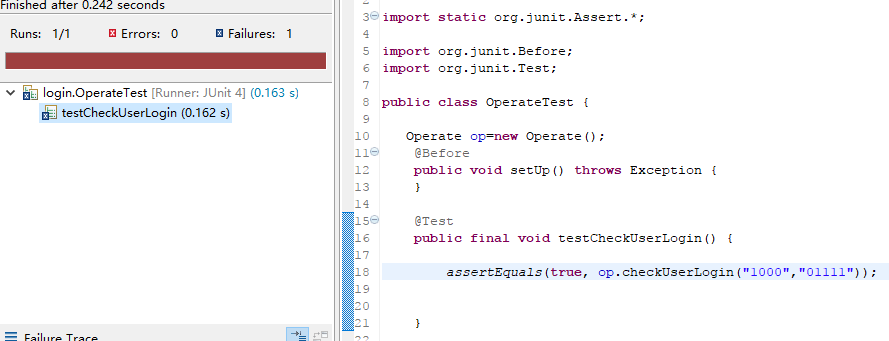 Finished after 0.242 seconds
Runs: 1/1 Errors: 0 Failures: 1
login.OperateTest [Runner: JUnit 4] (0.163 s)
testCheckUserLogin (0.162 s)
Failure Trace
2
3 import static org.junit.Assert.*;
4
5 import org.junit.Before;
6 import org.junit.Test;
7
8 public class OperateTest {
9
10 Operate op=new Operate();
11 @Before
12 public void setUp() throws Exception {
13 }
14
15 @Test
16 public final void testCheckUserLogin() {
17
18 assertEquals(true, op.checkUserLogin("1000","01111"));
19
20
21 }
22